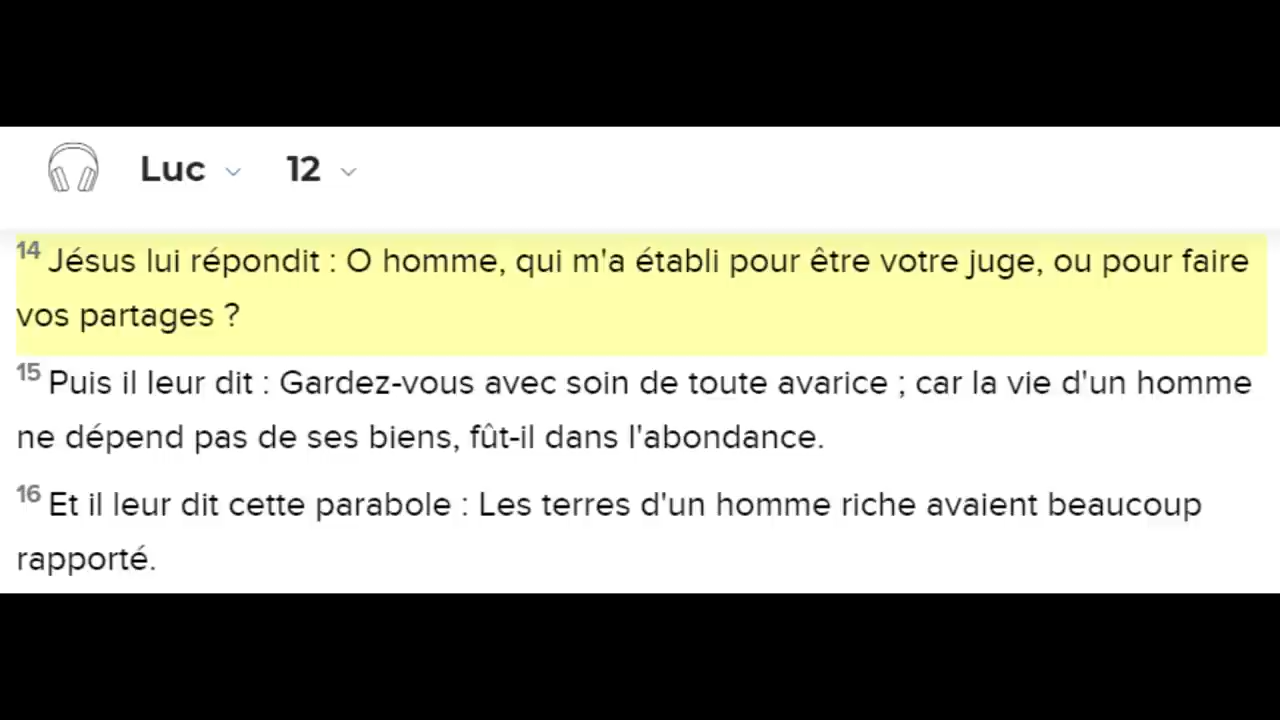 Luc 12
14 Jésus lui répondit : O homme, qui m'a établi pour être votre juge, ou pour faire
vos partages ?
15 Puis il leur dit : Gardez-vous avec soin de toute avarice ; car la vie d'un homme
ne dépend pas de ses biens, fût-il dans l'abondance.
16 Et il leur dit cette parabole : Les terres d'un homme riche avaient beaucoup
rapporté.